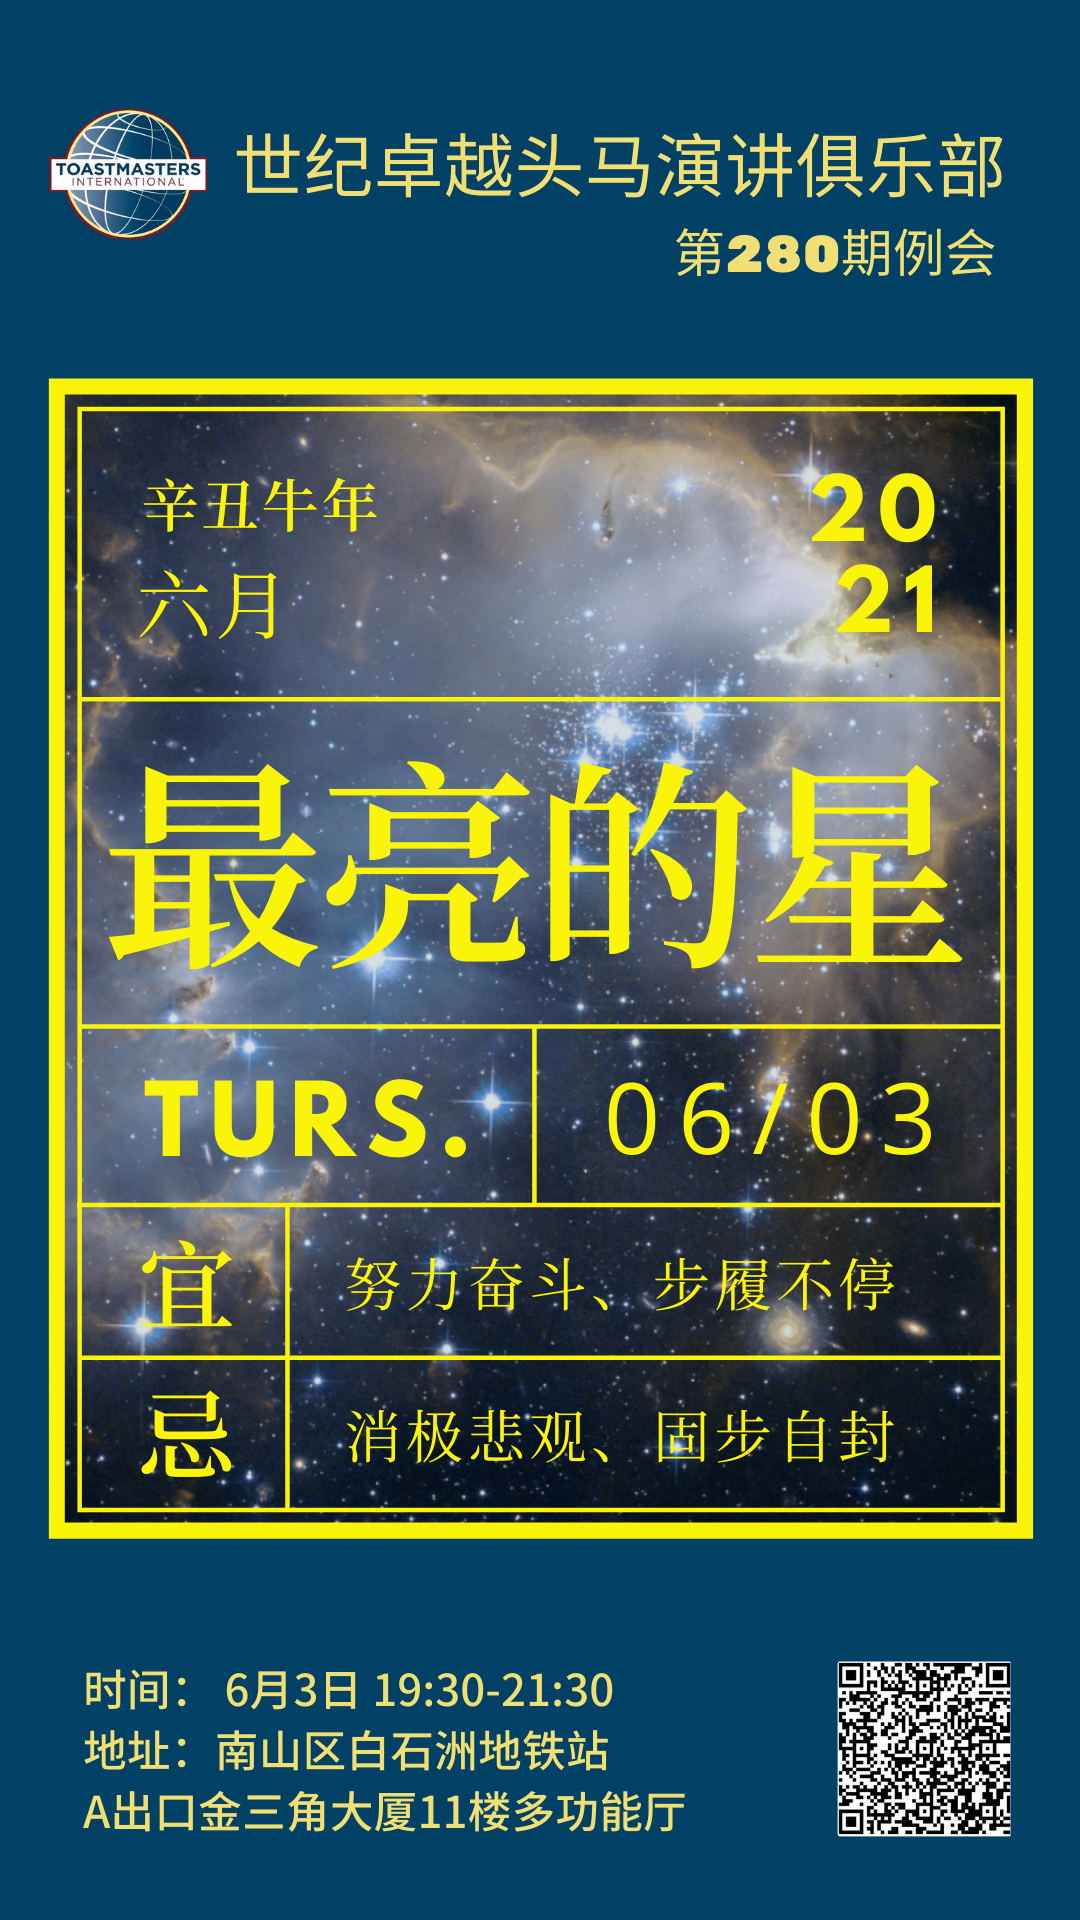 TOASTMASTERS
INTERNATIONAL
世纪卓越头马演讲俱乐部
第280期例会
辛丑牛年
六月
20
21
最亮的星
TURS.
06/03
宜
努力奋斗、步履不停
忌
消极悲观、固步自封
时间： 6月3日 19:30-21:30
地址：南山区白石洲地铁站
A出口金三角大厦11楼多功能厅